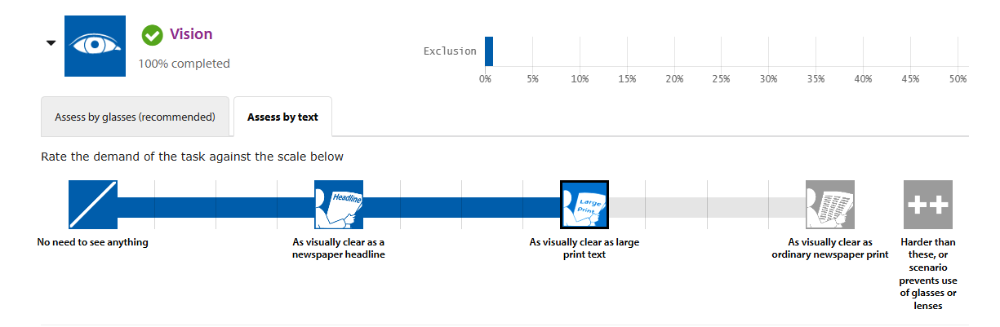 Vision
100% completed
Exclusion
0% 5% 10% 15% 20% 25% 30% 35% 40% 45% 50%
Assess by glasses (recommended)
Assess by text
Rate the demand of the task against the scale below
Headline
Large
Print
++
No need to see anything
As visually clear as a
newspaper headline
As visually clear as large
print text
As visually clear as
ordinary newspaper print
Harder than
these, or
scenario
prevents use
of glasses or
lenses